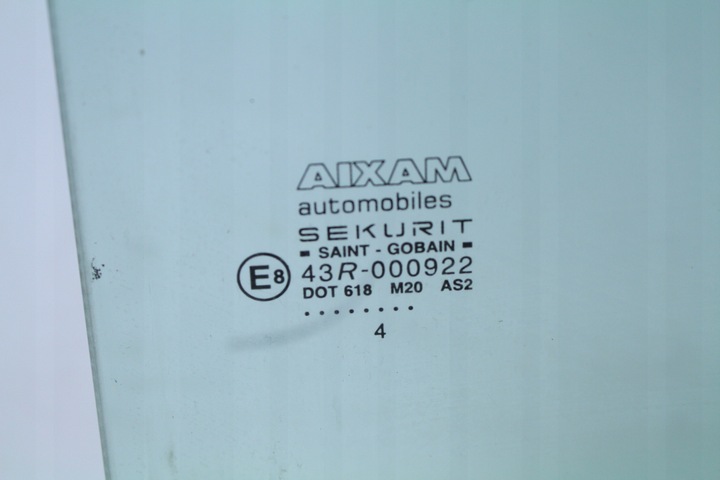 AIXAM
automobiles
SEKURIT
SAINT - GOBAIN
E8 43R-000922
DOT 618 M20 AS2
. . . . . . . .
4